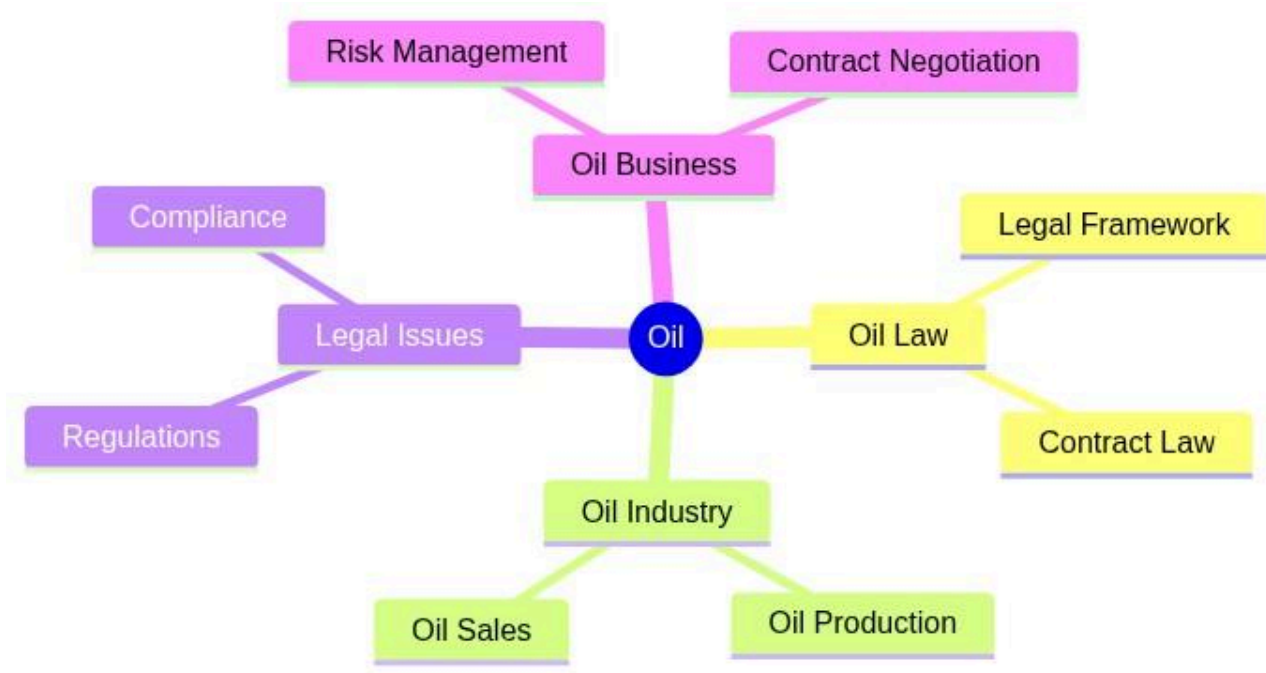 Risk Management
Contract Negotiation
Oil Business
Compliance
Legal Framework
Legal Issues
Oil
Oil Law
Regulations
Contract Law
Oil Industry
Oil Sales
Oil Production